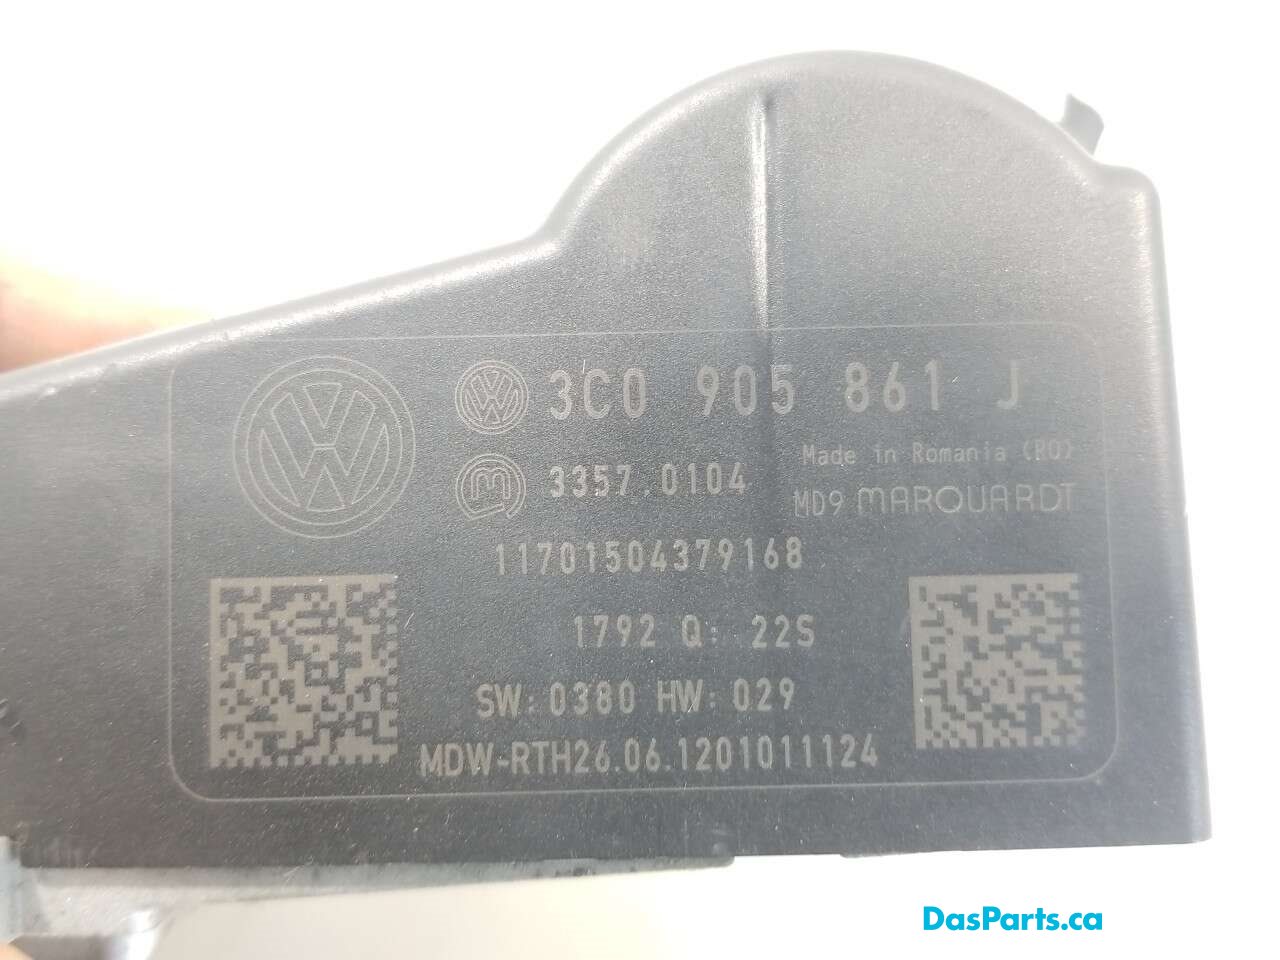 3C0 905 861 J
Made in Romania (RO)
3357.0104
MD9 MARQUARDT
11701504379168
1792 Q: 22S
SW: 0380 HW: 029
MDW-RTH26.06.1201011124
DasParts.ca